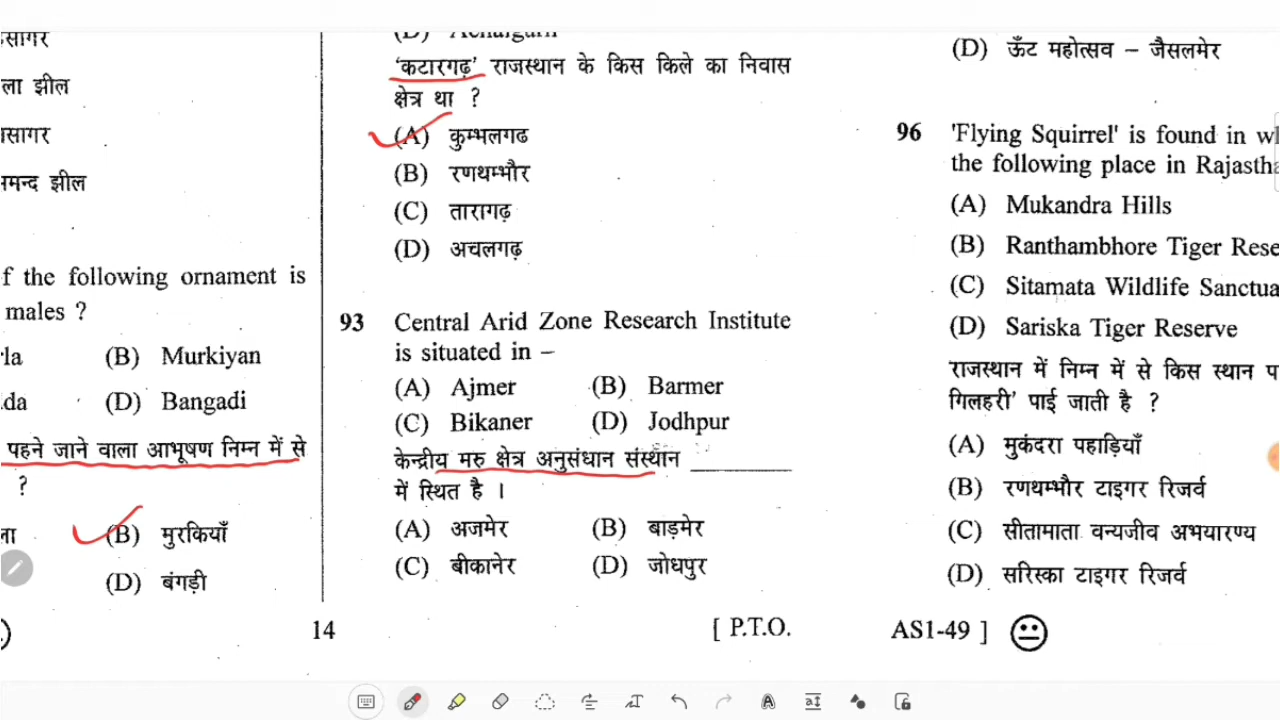 सागर
ला झील
सागर
मन्द झील
f the following ornament is
males ?
rla
(B) Murkiyan
da
(D) Bangadi
पहने जाने वाला आभूषण निम्न में से
?
ला
(B) मुरकियाँ
(D) बंगड़ी
(D) Achalgarh
'कटारगढ़' राजस्थान के किस किले का निवास
क्षेत्र था ?
(A) कुम्भलगढ
(B) रणथम्भौर
(C) तारागढ़
(D) अचलगढ़
93 Central Arid Zone Research Institute
is situated in –
(A) Ajmer (B) Barmer
(C) Bikaner (D) Jodhpur
केन्द्रीय मरु क्षेत्र अनुसंधान संस्थान ________
में स्थित है ।
(A) अजमेर (B) बाड़मेर
(C) बीकानेर (D) जोधपुर
(D) ऊँट महोत्सव – जैसलमेर
96 'Flying Squirrel' is found in
the following place in
(A) Mukandra Hills
(B) Ranthambhore Tiger
(C) Sitamata Wildlife
(D) Sariska Tiger Reserve
राजस्थान में निम्न में से किस स्थान
गिलहरी' पाई जाती है ?
(A) मुकंदरा पहाड़ियाँ
(B) रणथम्भौर टाइगर रिजर्व
(C) सीतामाता वन्यजीव अभयारण्य
(D) सरिस्का टाइगर रिजर्व
14
[ P.T.O.
AS1-49 ]